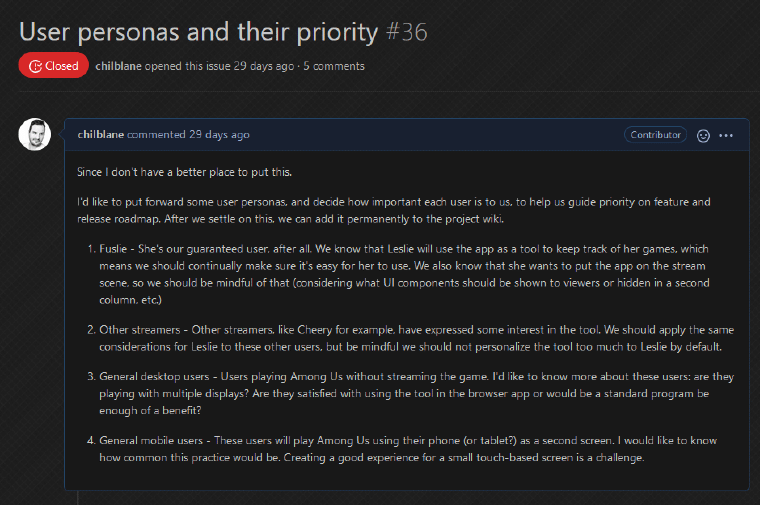 User personas and their priority #36
Closed chilblane opened this issue 29 days ago · 5 comments
chilblane commented 29 days ago Contributor
Since I don't have a better place to put this.
I'd like to put forward some user personas, and decide how important each user is to us, to help us guide priority on feature and
release roadmap. After we settle on this, we can add it permanently to the project wiki.
1. Fuslie - She's our guaranteed user, after all. We know that Leslie will use the app as a tool to keep track of her games, which
means we should continually make sure it's easy for her to use. We also know that she wants to put the app on the stream
scene, so we should be mindful of that (considering what UI components should be shown to viewers or hidden in a second
column, etc.)
2. Other streamers - Other streamers, like Cheery for example, have expressed some interest in the tool. We should apply the same
considerations for Leslie to these other users, but be mindful we should not personalize the tool too much to Leslie by default.
3. General desktop users - Users playing Among Us without streaming the game. I'd like to know more about these users: are they
playing with multiple displays? Are they satisfied with using the tool in the browser app or would be a standard program be
enough of a benefit?
4. General mobile users - These users will play Among Us using their phone (or tablet?) as a second screen. I would like to know
how common this practice would be. Creating a good experience for a small touch-based screen is a challenge.